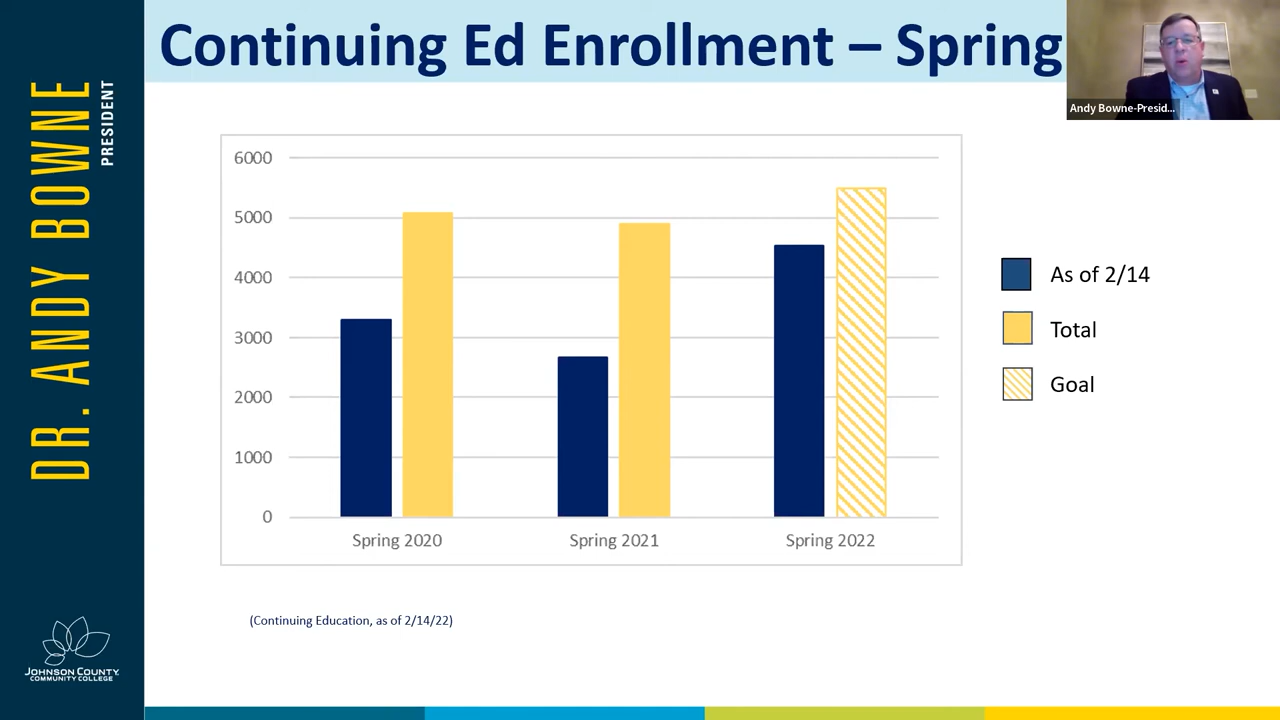 Continuing Ed Enrollment – Spring
Andy Bowne-Presid...
DR. ANDY BOWNE
PRESIDENT
6000
5000
4000
3000
2000
1000
0
Spring 2020
Spring 2021
Spring 2022
As of 2/14
Total
Goal
(Continuing Education, as of 2/14/22)
JOHNSON COUNTY
COMMUNITY COLLEGE